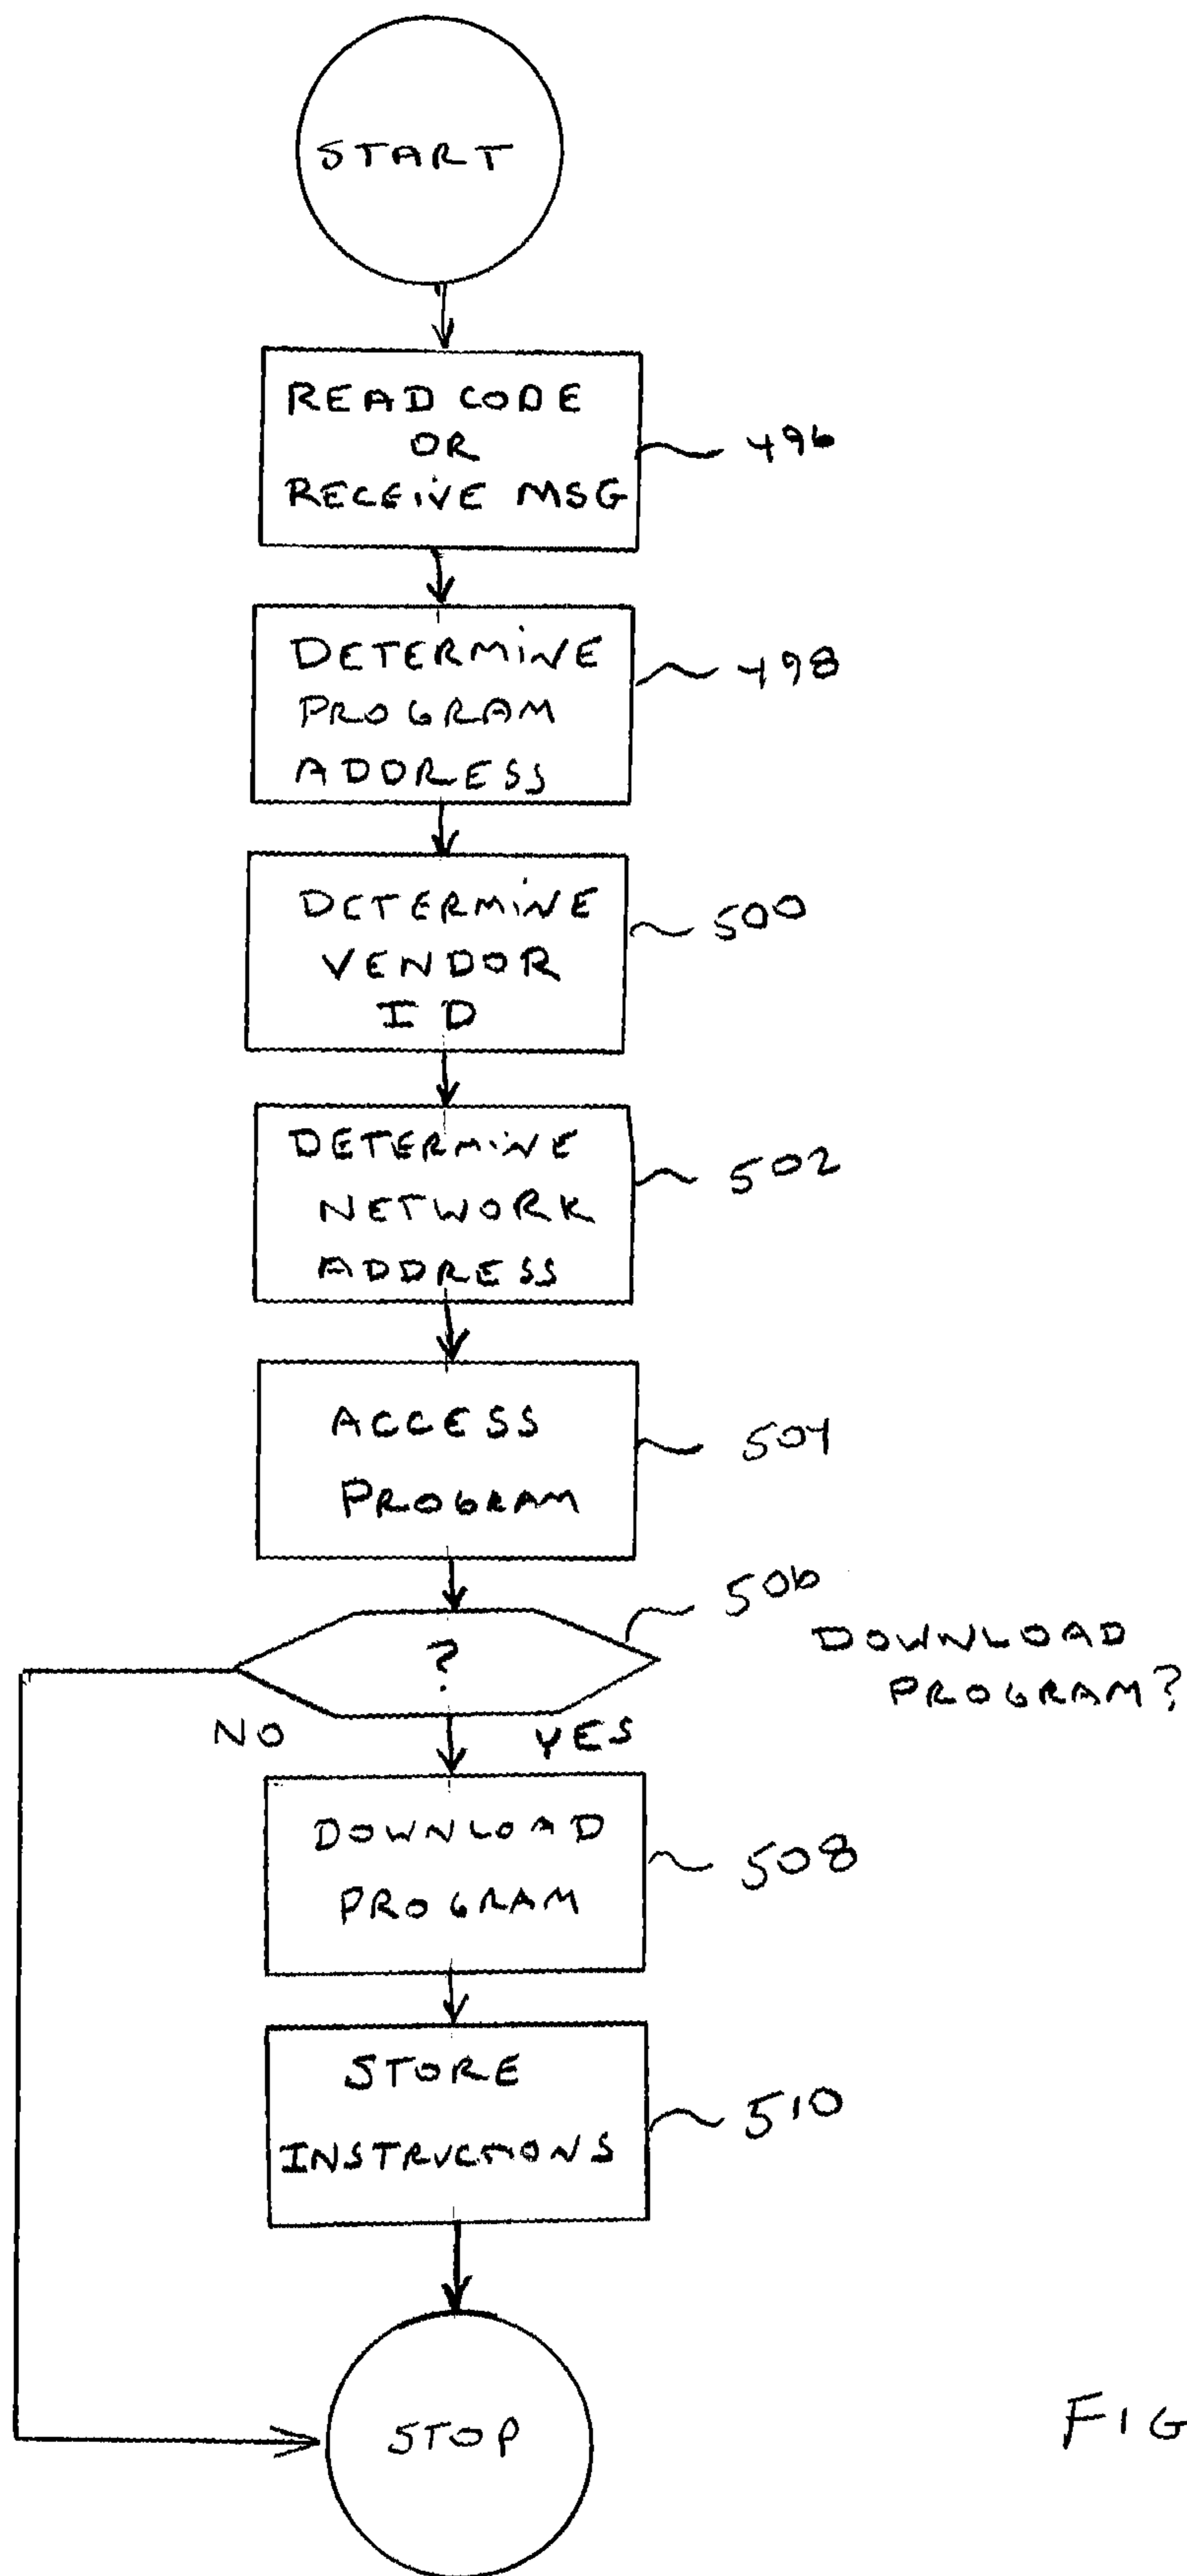 START
READ CODE
OR
RECEIVE MSG
496
DETERMINE
PROGRAM
ADDRESS
498
DETERMINE
VENDOR
ID
500
DETERMINE
NETWORK
ADDRESS
502
ACCESS
PROGRAM
504
506
DOWNLOAD
PROGRAM?
?
NO
YES
DOWNLOAD
PROGRAM
508
STORE
INSTRUCTIONS
510
STOP
FIG